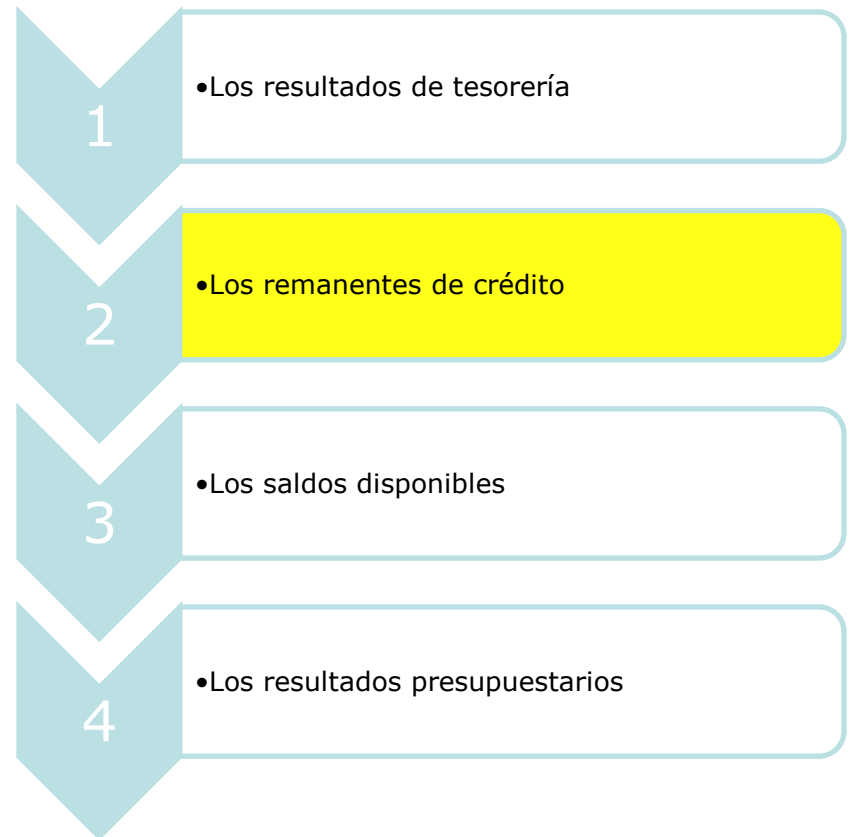 1
•Los resultados de tesorería
2
•Los remanentes de crédito
3
•Los saldos disponibles
4
•Los resultados presupuestarios